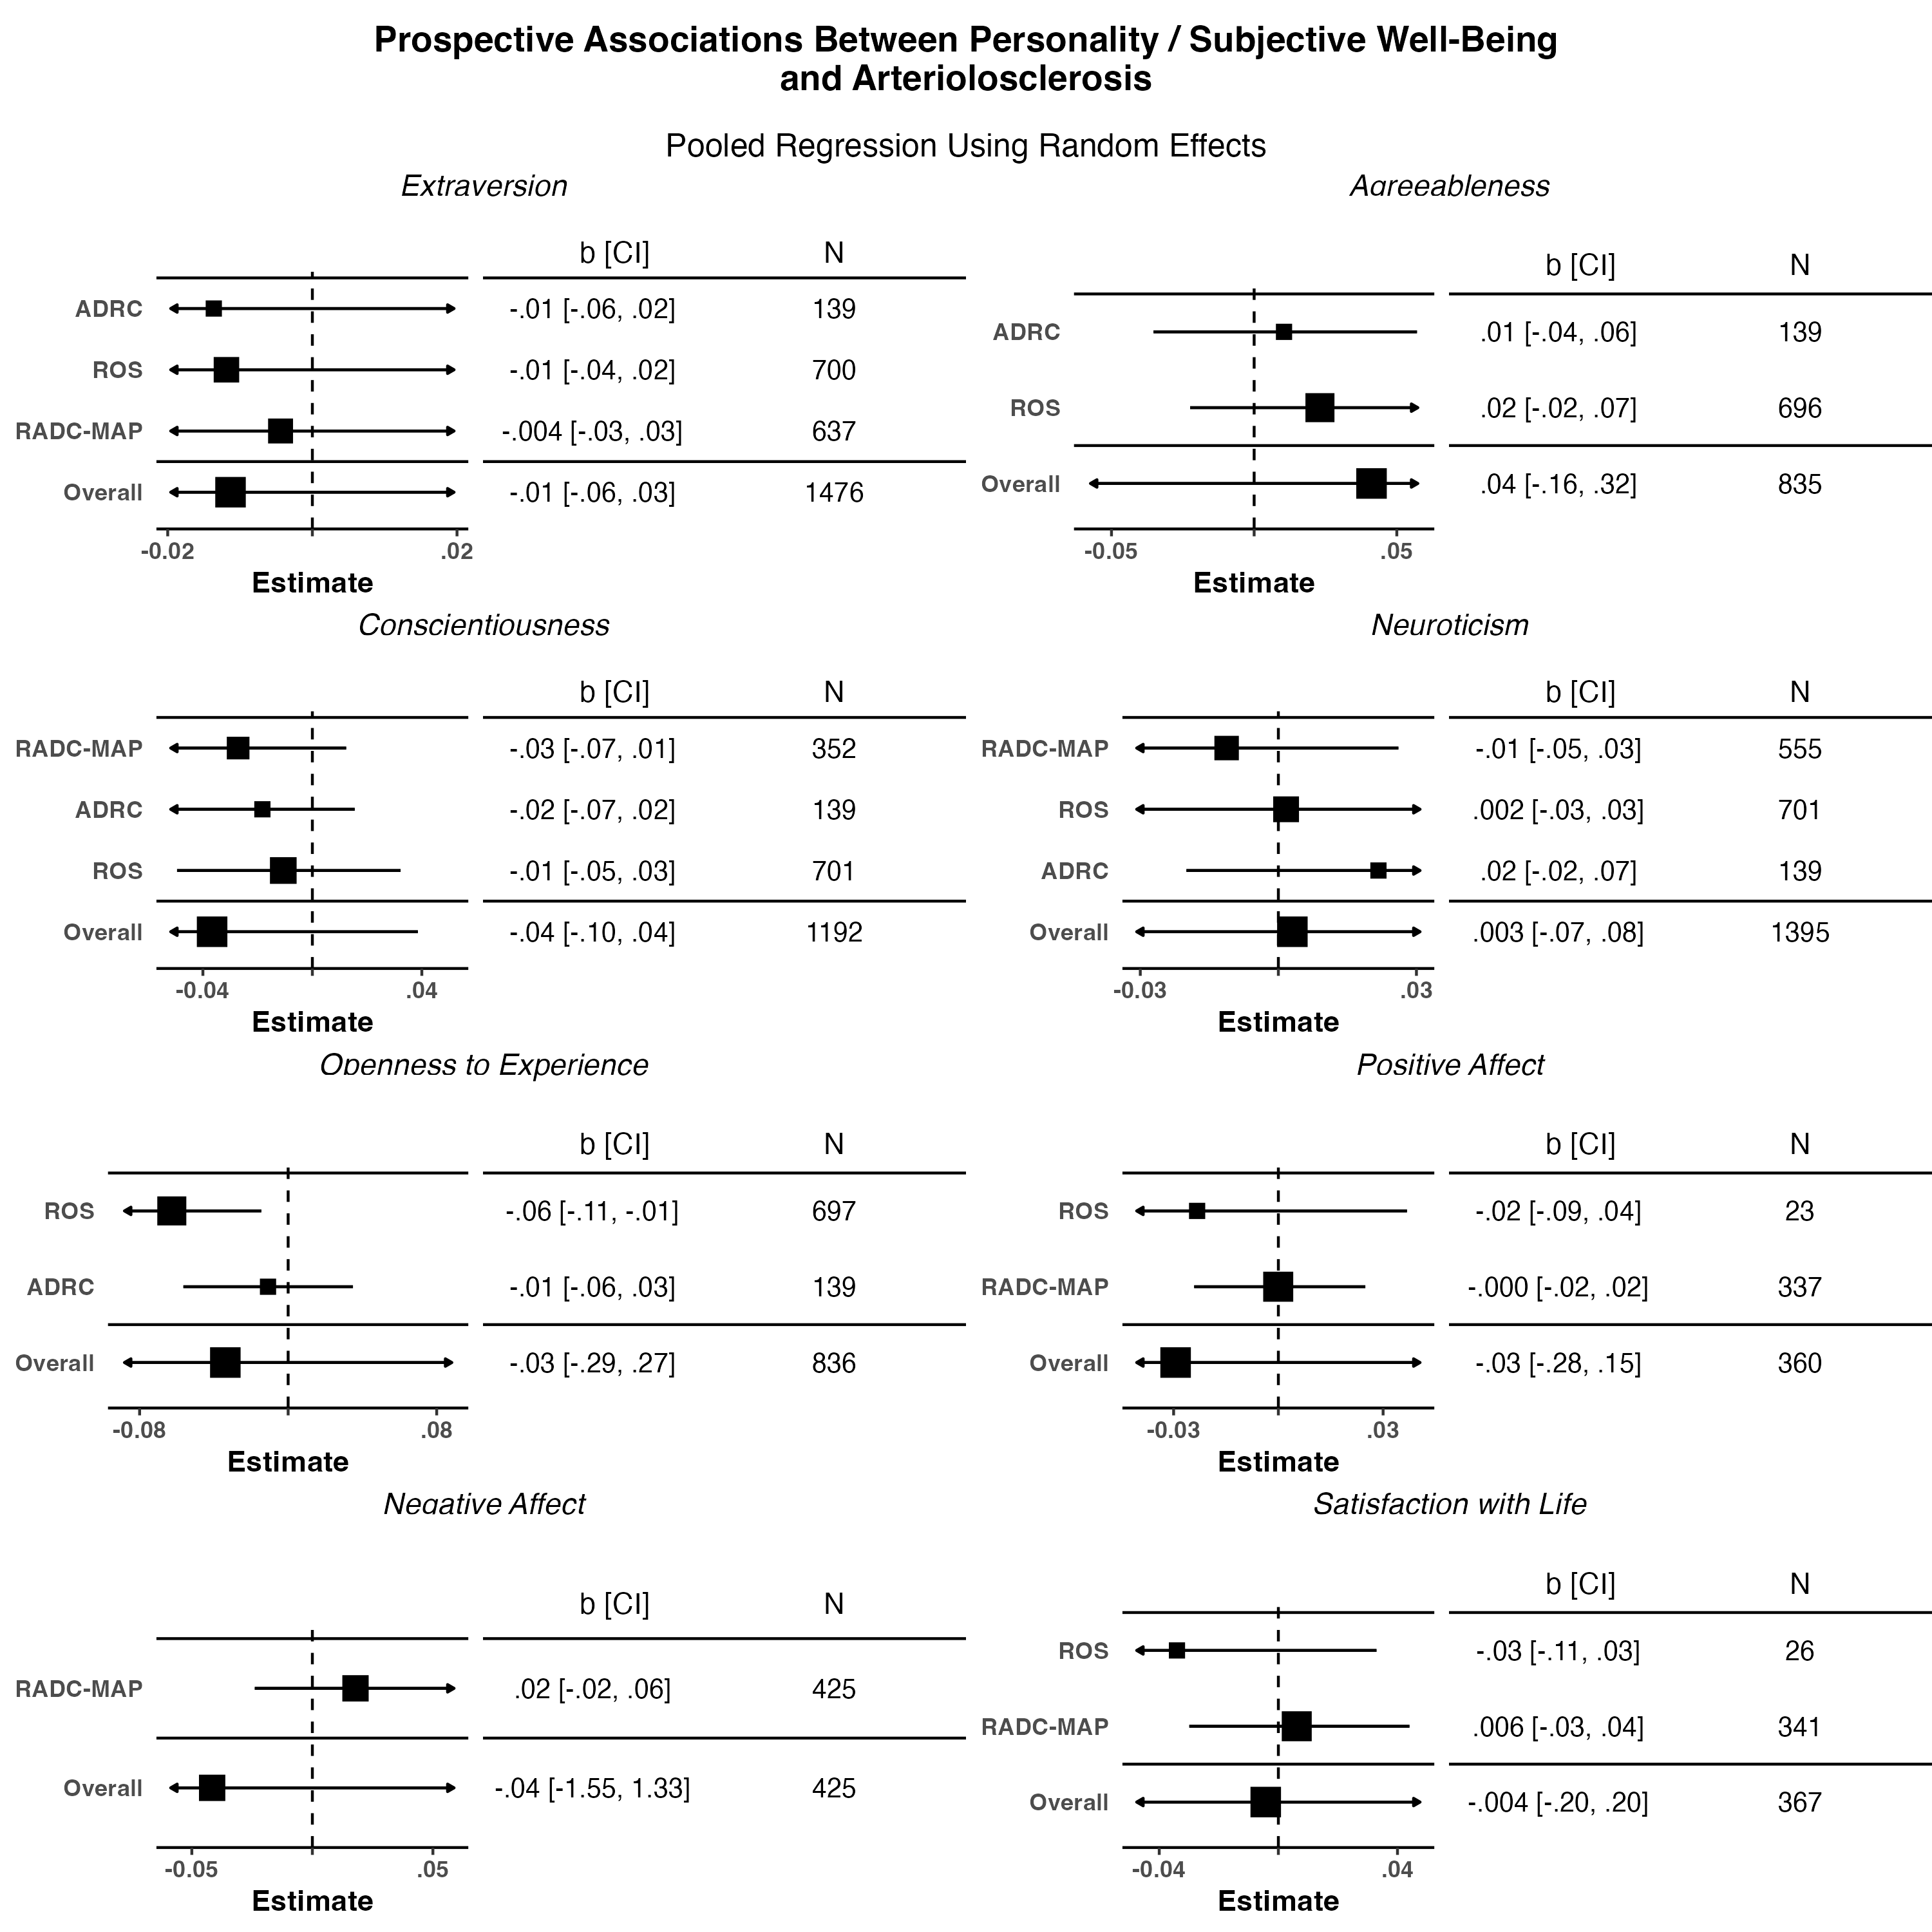 Prospective Associations Between Personality / Subjective Well-Being
and Arteriolosclerosis
Pooled Regression Using Random Effects
Extraversion
b [CI] N
ADRC -.01 [-.06, .02] 139
ROS -.01 [-.04, .02] 700
RADC-MAP -.004 [-.03, .03] 637
Overall -.01 [-.06, .03] 1476
-0.02 .02
Estimate
Agreeableness
b [CI] N
ADRC .01 [-.04, .06] 139
ROS .02 [-.02, .07] 696
Overall .04 [-.16, .32] 835
-0.05 .05
Estimate
Conscientiousness
b [CI] N
RADC-MAP -.03 [-.07, .01] 352
ADRC -.02 [-.07, .02] 139
ROS -.01 [-.05, .03] 701
Overall -.04 [-.10, .04] 1192
-0.04 .04
Estimate
Neuroticism
b [CI] N
RADC-MAP -.01 [-.05, .03] 555
ROS .002 [-.03, .03] 701
ADRC .02 [-.02, .07] 139
Overall .003 [-.07, .08] 1395
-0.03 .03
Estimate
Openness to Experience
b [CI] N
ROS -.06 [-.11, -.01] 697
ADRC -.01 [-.06, .03] 139
Overall -.03 [-.29, .27] 836
-0.08 .08
Estimate
Positive Affect
b [CI] N
ROS -.02 [-.09, .04] 23
RADC-MAP -.000 [-.02, .02] 337
Overall -.03 [-.28, .15] 360
-0.03 .03
Estimate
Negative Affect
b [CI] N
RADC-MAP .02 [-.02, .06] 425
Overall -.04 [-1.55, 1.33] 425
-0.05 .05
Estimate
Satisfaction with Life
b [CI] N
ROS -.03 [-.11, .03] 26
RADC-MAP .006 [-.03, .04] 341
Overall -.004 [-.20, .20] 367
-0.04 .04
Estimate